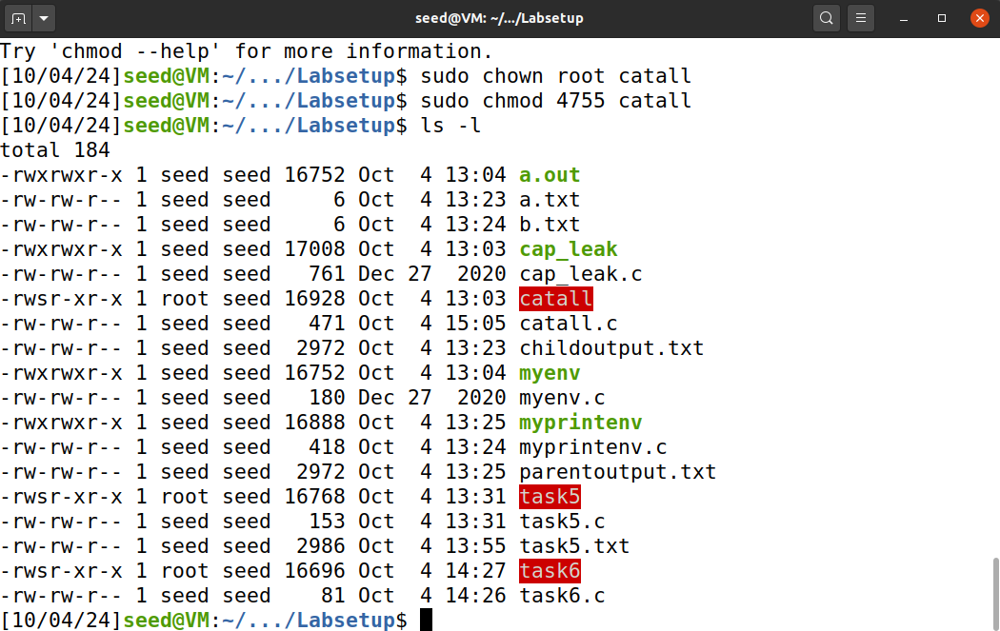 seed@VM: ~/.../Labsetup
Try 'chmod --help' for more information.
[10/04/24]seed@VM:~/.../Labsetup$ sudo chown root catall
[10/04/24]seed@VM:~/.../Labsetup$ sudo chmod 4755 catall
[10/04/24]seed@VM:~/.../Labsetup$ ls -l
total 184
-rwxrwxr-x 1 seed seed 16752 Oct  4 13:04 a.out
-rw-rw-r-- 1 seed seed     6 Oct  4 13:23 a.txt
-rw-rw-r-- 1 seed seed     6 Oct  4 13:24 b.txt
-rwxrwxr-x 1 seed seed 17008 Oct  4 13:03 cap_leak
-rw-rw-r-- 1 seed seed   761 Dec 27  2020 cap_leak.c
-rwsr-xr-x 1 root seed 16928 Oct  4 13:03 catall
-rw-rw-r-- 1 seed seed   471 Oct  4 15:05 catall.c
-rw-rw-r-- 1 seed seed  2972 Oct  4 13:23 childoutput.txt
-rwxrwxr-x 1 seed seed 16752 Oct  4 13:04 myenv
-rw-rw-r-- 1 seed seed   180 Dec 27  2020 myenv.c
-rwxrwxr-x 1 seed seed 16888 Oct  4 13:25 myprintenv
-rw-rw-r-- 1 seed seed   418 Oct  4 13:24 myprintenv.c
-rw-rw-r-- 1 seed seed  2972 Oct  4 13:25 parentoutput.txt
-rwsr-xr-x 1 root seed 16768 Oct  4 13:31 task5
-rw-rw-r-- 1 seed seed   153 Oct  4 13:31 task5.c
-rw-rw-r-- 1 seed seed  2986 Oct  4 13:55 task5.txt
-rwsr-xr-x 1 root seed 16696 Oct  4 14:27 task6
-rw-rw-r-- 1 seed seed    81 Oct  4 14:26 task6.c
[10/04/24]seed@VM:~/.../Labsetup$